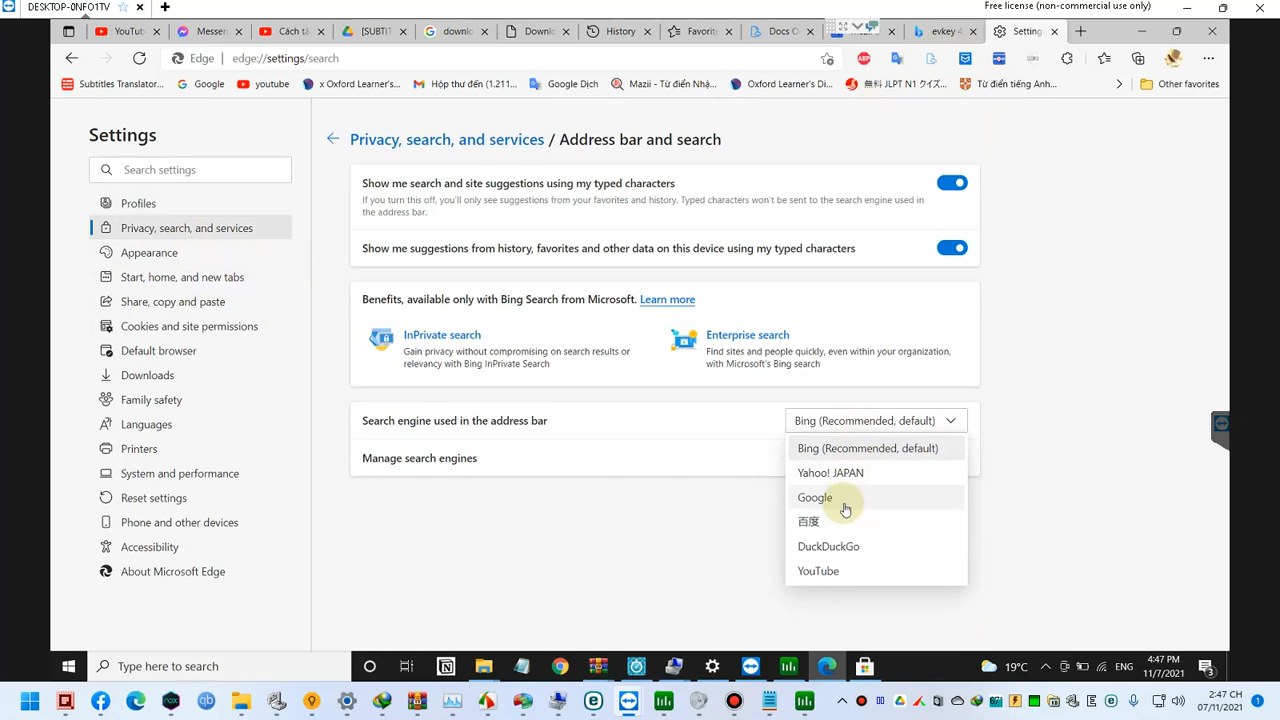 DESKTOP-0NFO1TV
Free license (non-commercial use only)
YouTu
Messen
Cách tả
[SUBTI
downlo
Downlo
History
Favorite
Docs O
evkey 4
Setting
Edge
edge://settings/search
Subtitles Translator...
Google
youtube
x Oxford Learner's...
Hộp thư đến (1.211...
Google Dịch
Mazii - Từ điển Nhậ...
Oxford Learner's Di...
無料 JLPT N1 クイズ...
Từ điển tiếng Anh...
Other favorites
Settings
Search settings
Profiles
Privacy, search, and services
Appearance
Start, home, and new tabs
Share, copy and paste
Cookies and site permissions
Default browser
Downloads
Family safety
Languages
Printers
System and performance
Reset settings
Phone and other devices
Accessibility
About Microsoft Edge
Privacy, search, and services / Address bar and search
Show me search and site suggestions using my typed characters
If you turn this off, you'll only see suggestions from your favorites and history. Typed characters won't be sent to the search engine used in
the address bar.
Show me suggestions from history, favorites and other data on this device using my typed characters
Benefits, available only with Bing Search from Microsoft. Learn more
InPrivate search
Gain privacy without compromising on search results or
relevancy with Bing InPrivate Search
Enterprise search
Find sites and people quickly, even within your organization,
with Microsoft's Bing search
Search engine used in the address bar
Bing (Recommended, default)
Manage search engines
Bing (Recommended, default)
Yahoo! JAPAN
Google
百度
DuckDuckGo
YouTube
Type here to search
19°C
ENG
4:47 PM
11/7/2021
3
2:47 CH
07/11/2021
1